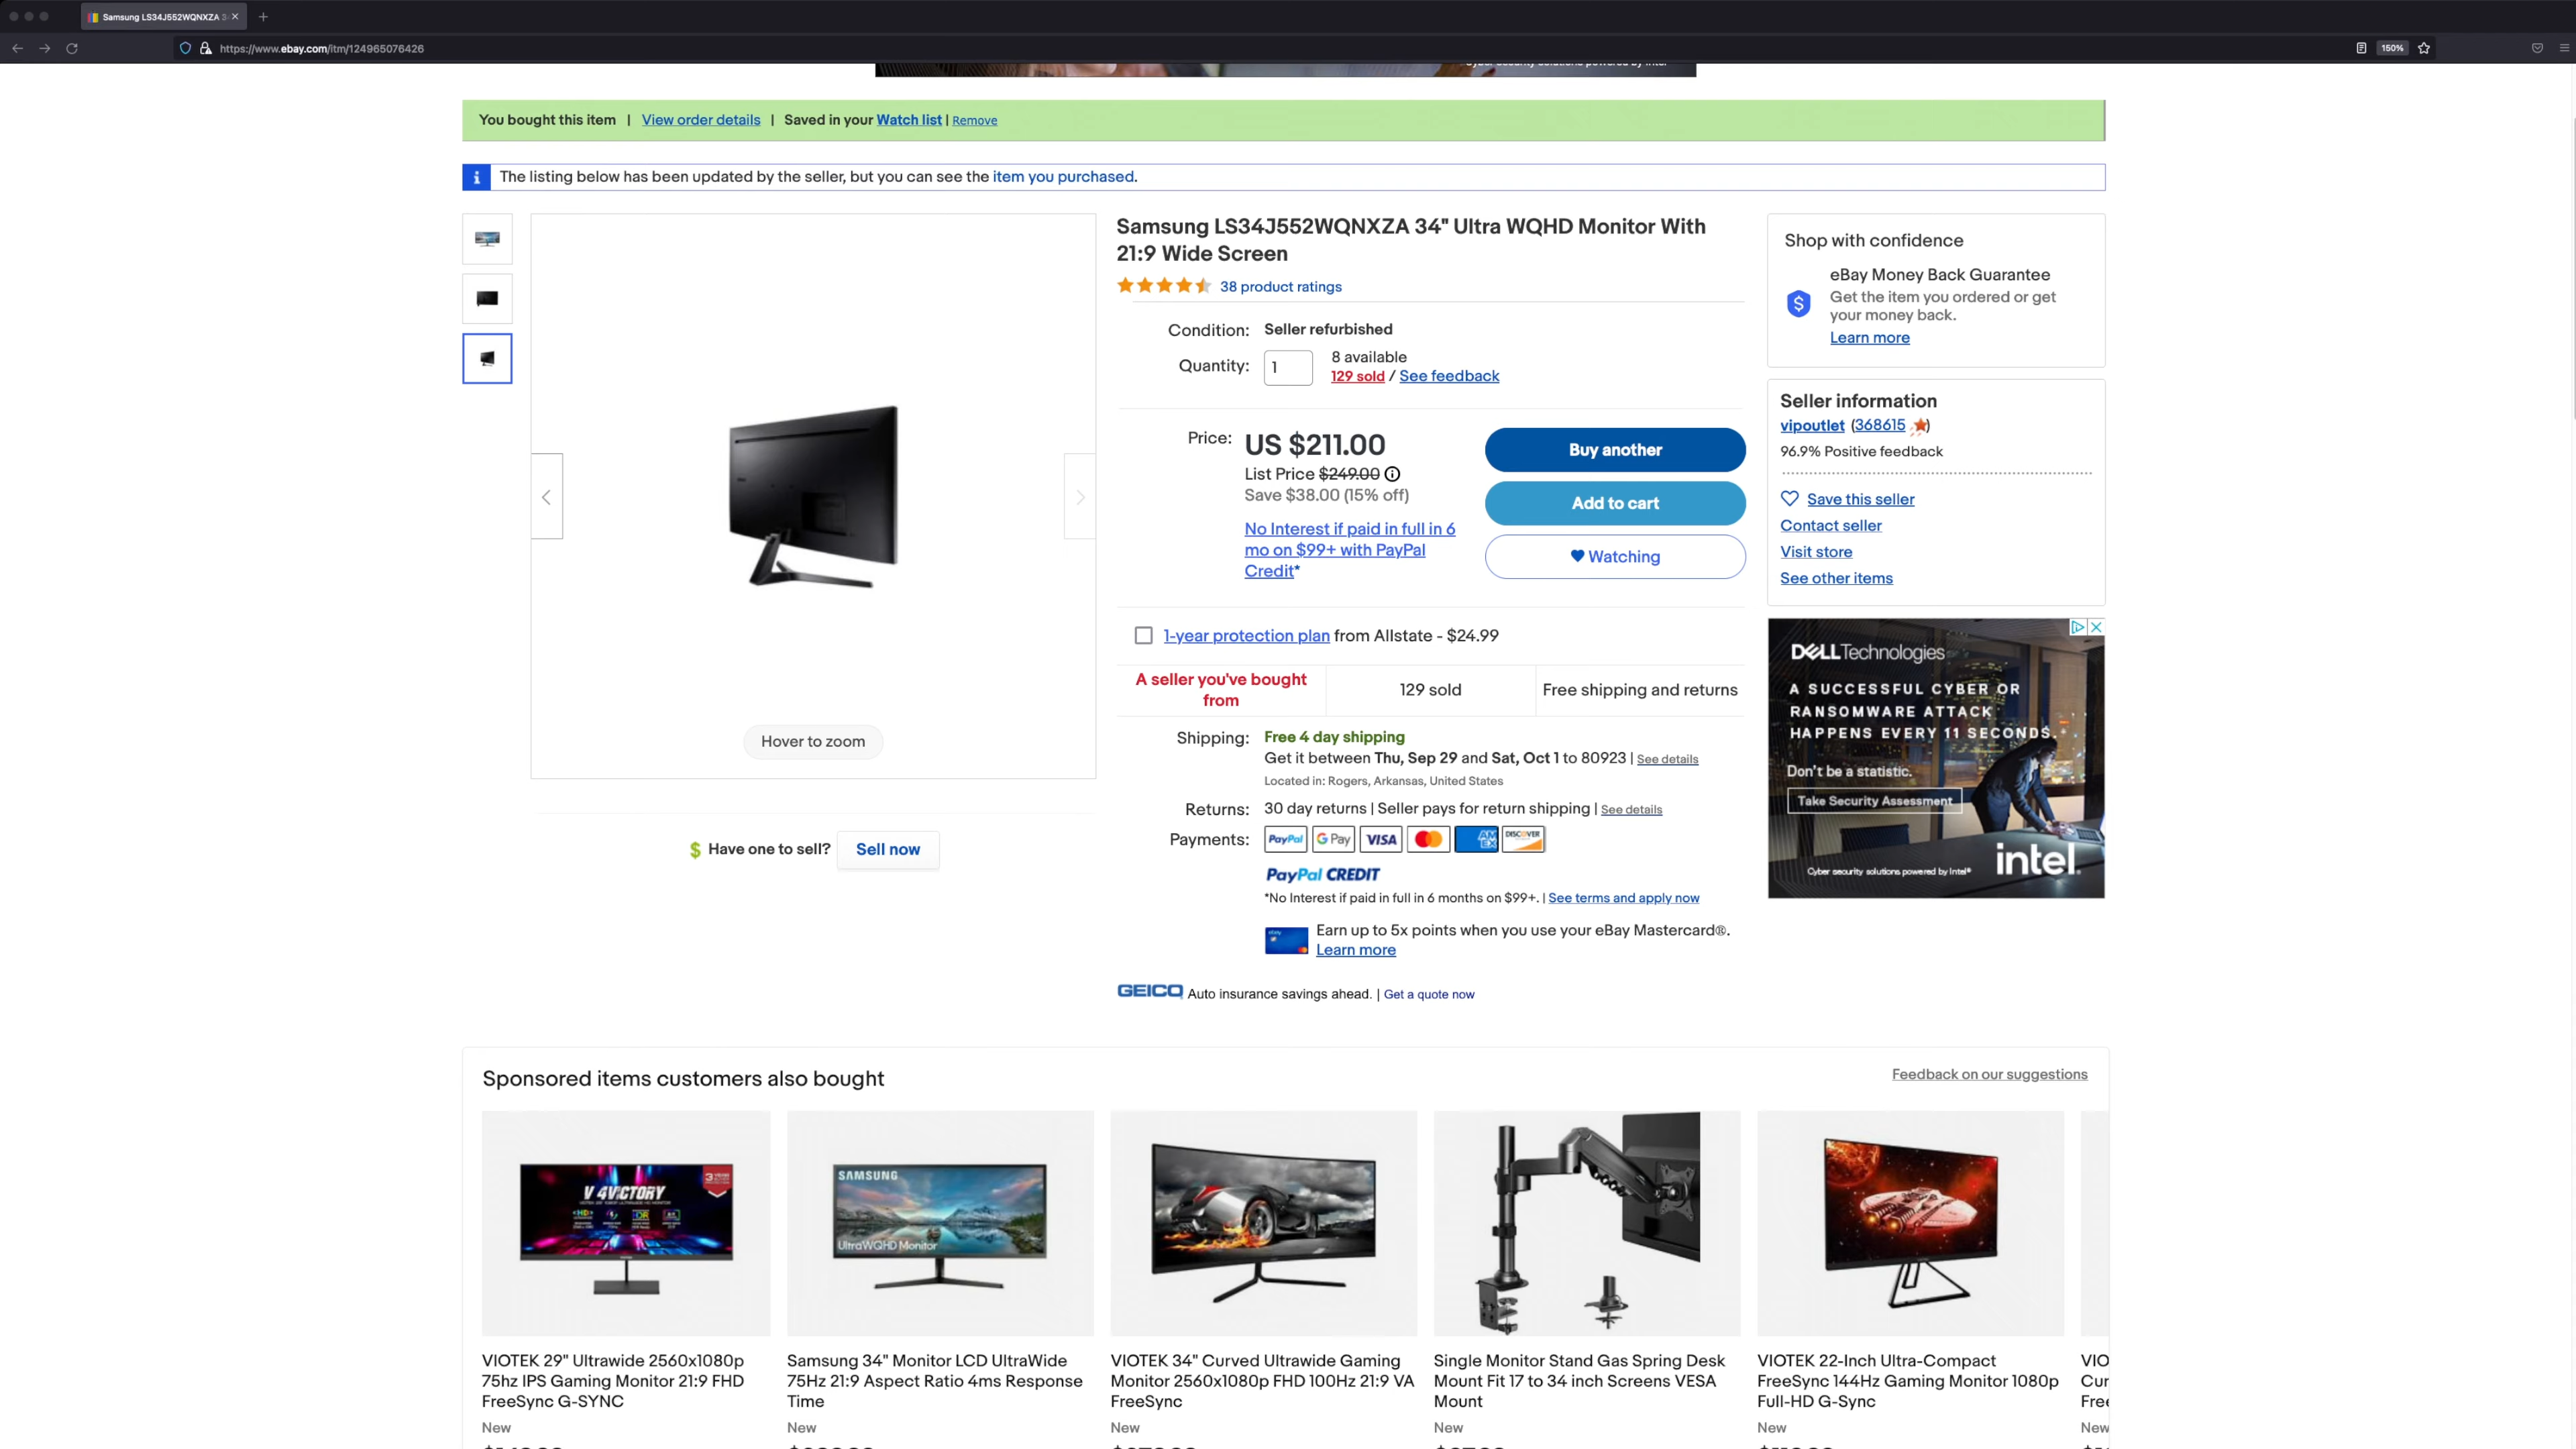 Samsung LS34J552WQNXZA 3
https://www.ebay.com/itm/124965076426
150%
You bought this item | View order details | Saved in your Watch list | Remove
The listing below has been updated by the seller, but you can see the item you purchased.
Samsung LS34J552WQNXZA 34" Ultra WQHD Monitor With
21:9 Wide Screen
38 product ratings
Condition: Seller refurbished
Quantity: 1 8 available
129 sold / See feedback
Price: US $211.00
List Price $249.00
Save $38.00 (15% off)
No Interest if paid in full in 6
mo on $99+ with PayPal
Credit*
Buy another
Add to cart
Watching
1-year protection plan from Allstate - $24.99
A seller you've bought
from
129 sold
Free shipping and returns
Shipping: Free 4 day shipping
Get it between Thu, Sep 29 and Sat, Oct 1 to 80923 | See details
Located in: Rogers, Arkansas, United States
Returns: 30 day returns | Seller pays for return shipping | See details
Payments: PayPal G Pay VISA AM EX DISCOVER
PayPal CREDIT
*No Interest if paid in full in 6 months on $99+. | See terms and apply now
Earn up to 5x points when you use your eBay Mastercard®.
Learn more
GEICO Auto insurance savings ahead. | Get a quote now
Hover to zoom
Have one to sell? Sell now
Shop with confidence
eBay Money Back Guarantee
Get the item you ordered or get
your money back.
Learn more
Seller information
vipoutlet (368615)
96.9% Positive feedback
Save this seller
Contact seller
Visit store
See other items
DELLTechnologies
A SUCCESSFUL CYBER OR
RANSOMWARE ATTACK
HAPPENS EVERY 11 SECONDS.*
Don't be a statistic.
Take Security Assessment
Cyber security solutions powered by Intel®
intel.
Sponsored items customers also bought
Feedback on our suggestions
V 4VICTORY
SAMSUNG
UltraWQHD Monitor
VIOTEK 29" Ultrawide 2560x1080p
75hz IPS Gaming Monitor 21:9 FHD
FreeSync G-SYNC
New
Samsung 34" Monitor LCD UltraWide
75Hz 21:9 Aspect Ratio 4ms Response
Time
New
VIOTEK 34" Curved Ultrawide Gaming
Monitor 2560x1080p FHD 100Hz 21:9 VA
FreeSync
New
Single Monitor Stand Gas Spring Desk
Mount Fit 17 to 34 inch Screens VESA
Mount
New
VIOTEK 22-Inch Ultra-Compact
FreeSync 144Hz Gaming Monitor 1080p
Full-HD G-Sync
New
VIO
Cur
Free
New